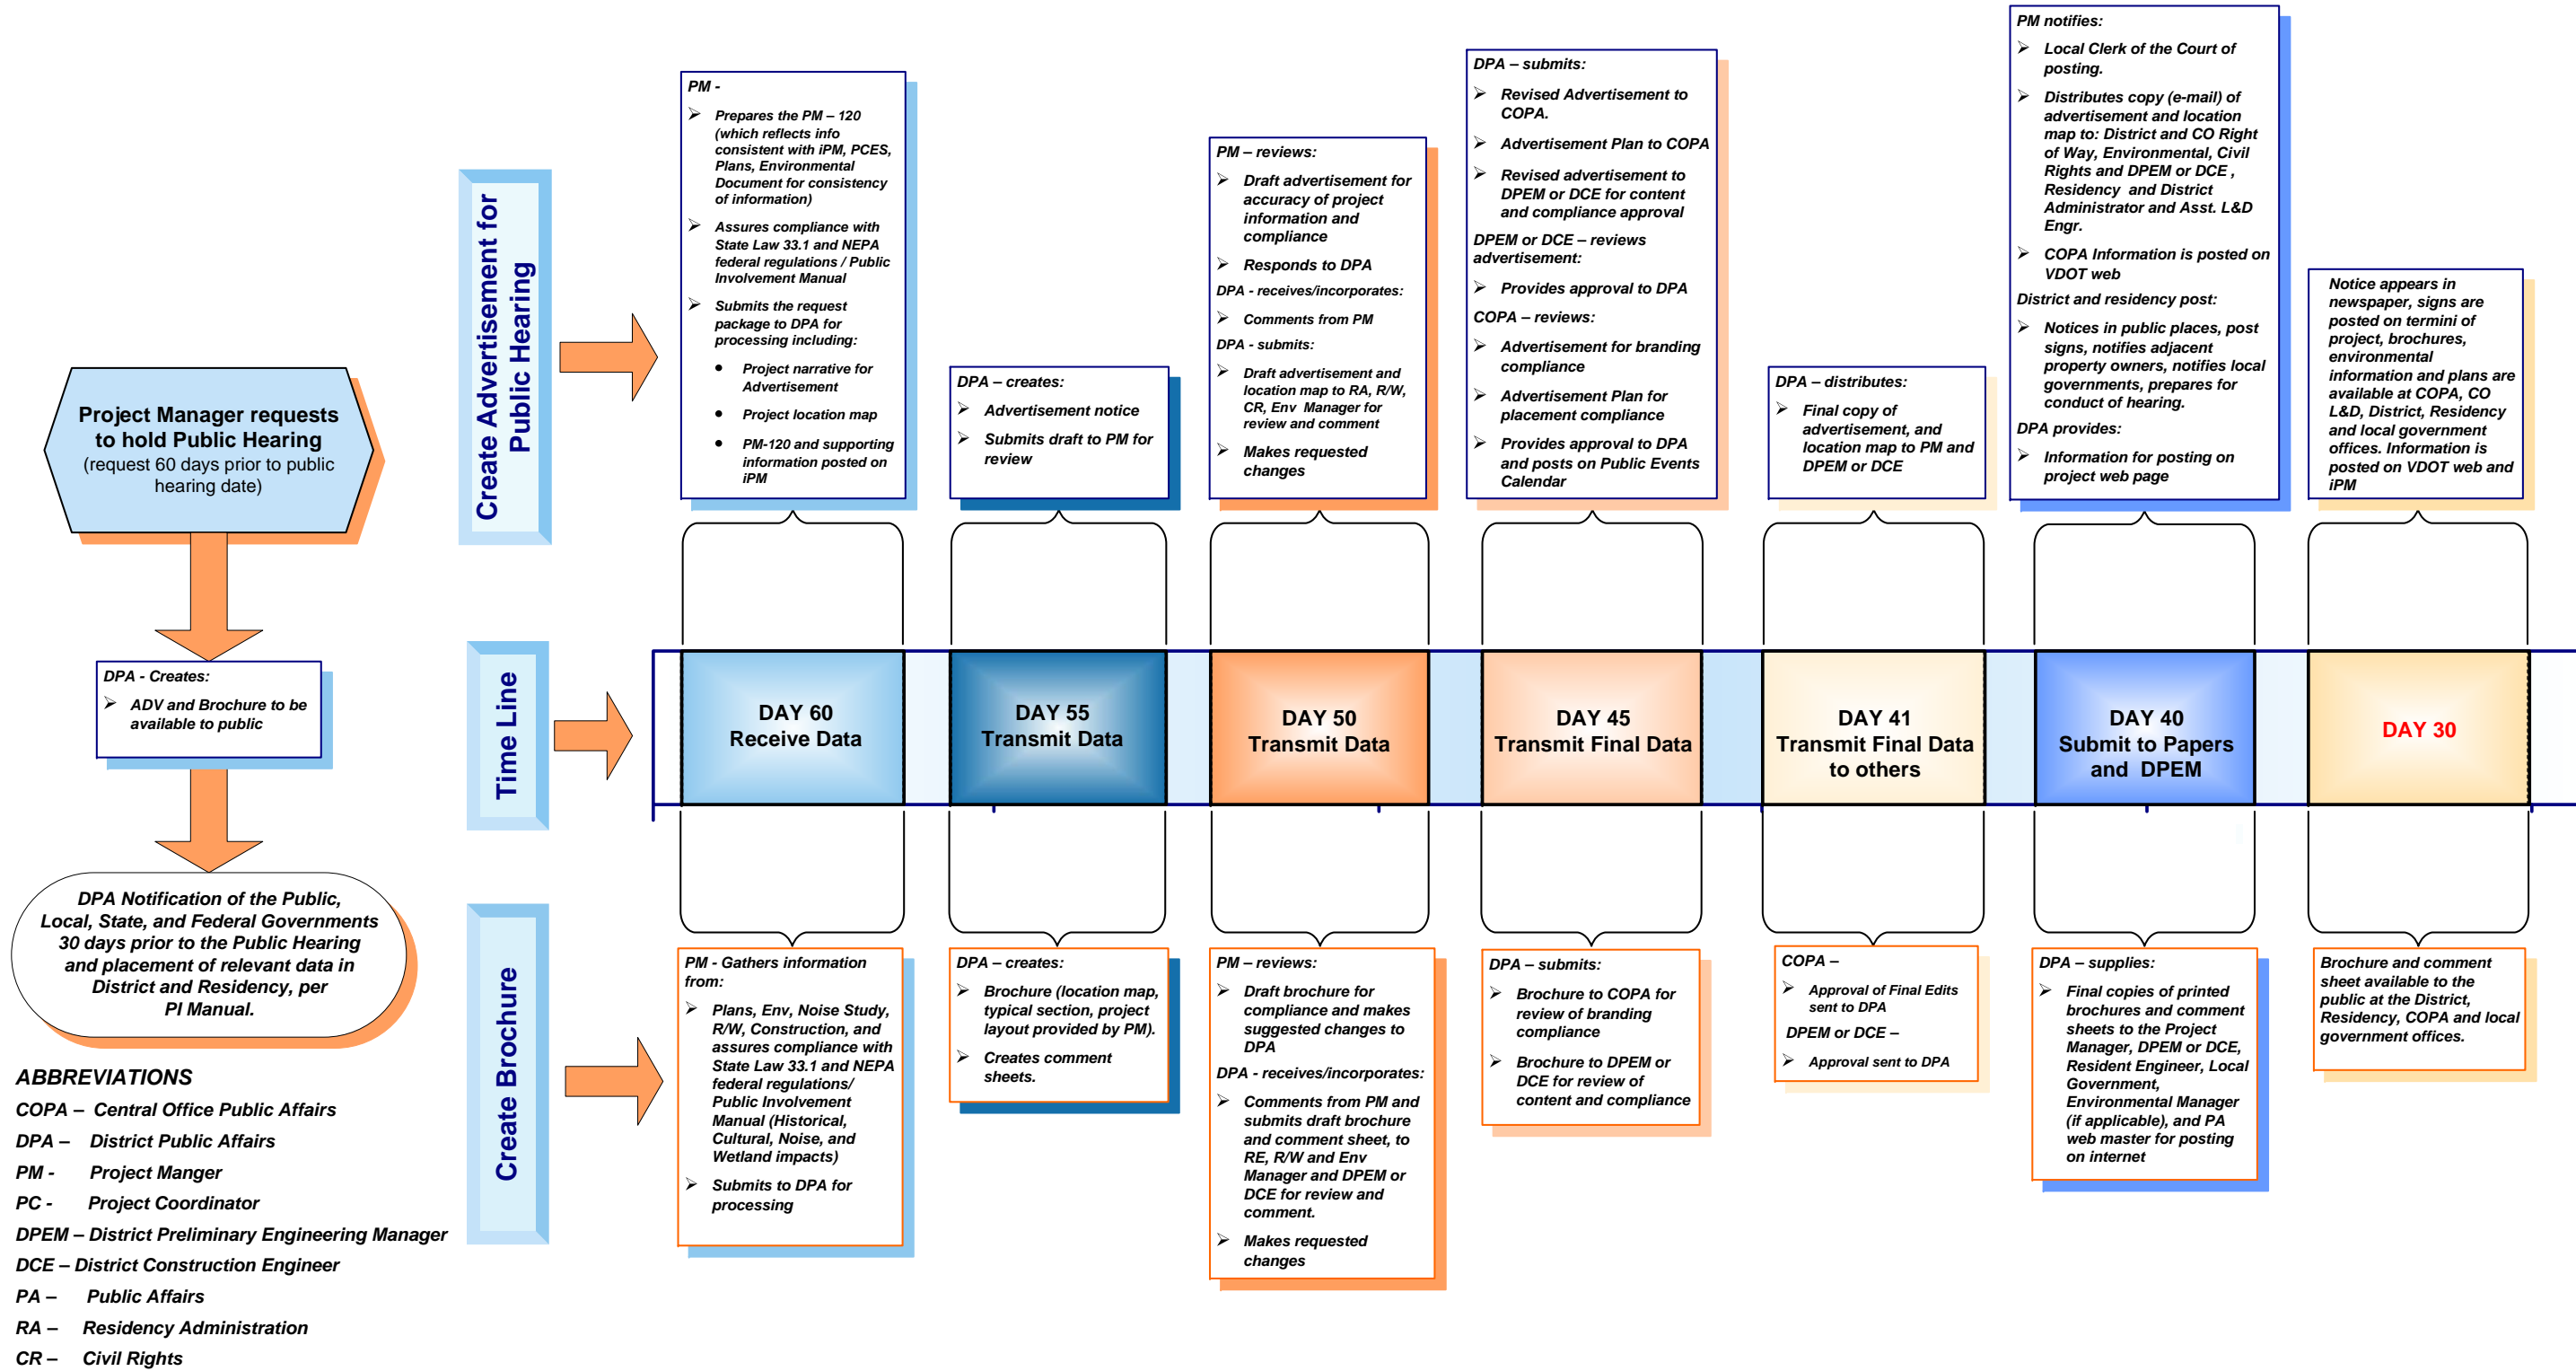 Project Manager requests
to hold Public Hearing
(request 60 days prior to public
hearing date)
DPA - Creates:
➢ ADV and Brochure to be
available to public
DPA Notification of the Public,
Local, State, and Federal Governments
30 days prior to the Public Hearing
and placement of relevant data in
District and Residency, per
PI Manual.
ABBREVIATIONS
COPA – Central Office Public Affairs
DPA – District Public Affairs
PM - Project Manger
PC - Project Coordinator
DPEM – District Preliminary Engineering Manager
DCE – District Construction Engineer
PA – Public Affairs
RA – Residency Administration
CR – Civil Rights
Create Advertisement for
Public Hearing
PM -
➢ Prepares the PM – 120
(which reflects info
consistent with iPM, PCES,
Plans, Environmental
Document for consistency
of information)
➢ Assures compliance with
State Law 33.1 and NEPA
federal regulations / Public
Involvement Manual
➢ Submits the request
package to DPA for
processing including:
• Project narrative for
Advertisement
• Project location map
• PM-120 and supporting
information posted on
iPM
DPA – creates:
➢ Advertisement notice
➢ Submits draft to PM for
review
PM – reviews:
➢ Draft advertisement for
accuracy of project
information and
compliance
➢ Responds to DPA
DPA - receives/incorporates:
➢ Comments from PM
DPA - submits:
➢ Draft advertisement and
location map to RA, R/W,
CR, Env Manager for
review and comment
➢ Makes requested
changes
DPA – submits:
➢ Revised Advertisement to
COPA.
➢ Advertisement Plan to COPA
➢ Revised advertisement to
DPEM or DCE for content
and compliance approval
DPEM or DCE – reviews
advertisement:
➢ Provides approval to DPA
COPA – reviews:
➢ Advertisement for branding
compliance
➢ Advertisement Plan for
placement compliance
➢ Provides approval to DPA
and posts on Public Events
Calendar
DPA – distributes:
➢ Final copy of
advertisement, and
location map to PM and
DPEM or DCE
PM notifies:
➢ Local Clerk of the Court of
posting.
➢ Distributes copy (e-mail) of
advertisement and location
map to: District and CO Right
of Way, Environmental, Civil
Rights and DPEM or DCE ,
Residency and District
Administrator and Asst. L&D
Engr.
➢ COPA Information is posted on
VDOT web
District and residency post:
➢ Notices in public places, post
signs, notifies adjacent
property owners, notifies local
governments, prepares for
conduct of hearing.
DPA provides:
➢ Information for posting on
project web page
Notice appears in
newspaper, signs are
posted on termini of
project, brochures,
environmental
information and plans are
available at COPA, CO
L&D, District, Residency
and local government
offices. Information is
posted on VDOT web and
iPM
Time Line
DAY 60
Receive Data
DAY 55
Transmit Data
DAY 50
Transmit Data
DAY 45
Transmit Final Data
DAY 41
Transmit Final Data
to others
DAY 40
Submit to Papers
and DPEM
DAY 30
Create Brochure
PM - Gathers information
from:
➢ Plans, Env, Noise Study,
R/W, Construction, and
assures compliance with
State Law 33.1 and NEPA
federal regulations/
Public Involvement
Manual (Historical,
Cultural, Noise, and
Wetland impacts)
➢ Submits to DPA for
processing
DPA – creates:
➢ Brochure (location map,
typical section, project
layout provided by PM).
➢ Creates comment
sheets.
PM – reviews:
➢ Draft brochure for
compliance and makes
suggested changes to
DPA
DPA - receives/incorporates:
➢ Comments from PM and
submits draft brochure
and comment sheet, to
RE, R/W and Env
Manager and DPEM or
DCE for review and
comment.
➢ Makes requested
changes
DPA – submits:
➢ Brochure to COPA for
review of branding
compliance
➢ Brochure to DPEM or
DCE for review of
content and compliance
COPA –
➢ Approval of Final Edits
sent to DPA
DPEM or DCE –
➢ Approval sent to DPA
DPA – supplies:
➢ Final copies of printed
brochures and comment
sheets to the Project
Manager, DPEM or DCE,
Resident Engineer, Local
Government,
Environmental Manager
(if applicable), and PA
web master for posting
on internet
Brochure and comment
sheet available to the
public at the District,
Residency, COPA and local
government offices.